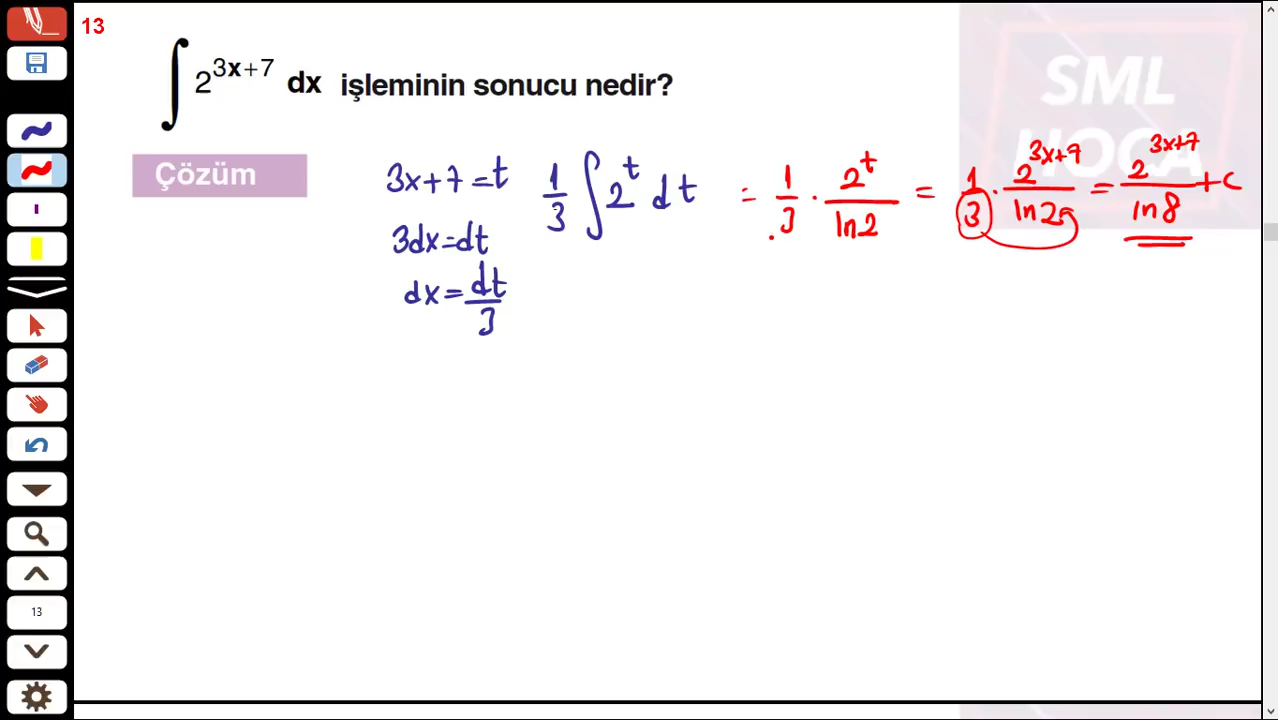 13
SML
HOCA
∫ 2^(3x+7) dx işleminin sonucu nedir?
Çözüm
3x+7=t
3dx=dt
dx=dt/3
1/3 ∫ 2^t dt = 1/3 · 2^t/ln2 = 1/3 · 2^(3x+7)/ln2 = 2^(3x+7)/ln8 + c
13